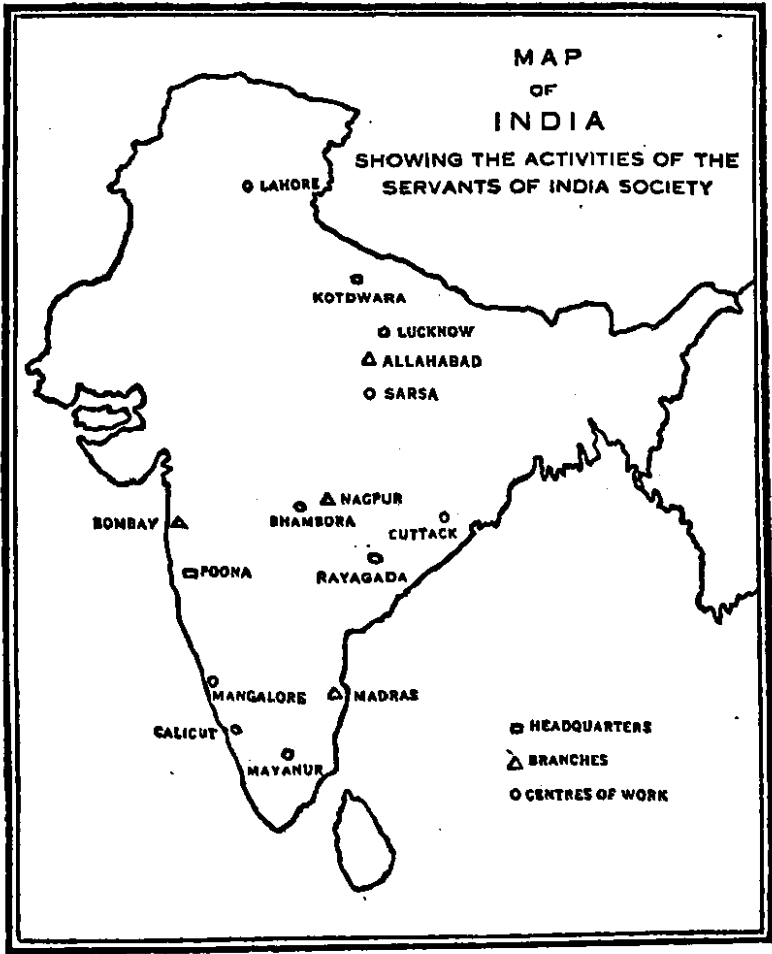 MAP
OF
INDIA
SHOWING THE ACTIVITIES OF THE
SERVANTS OF INDIA SOCIETY
LAHORE
KOTDWARA
LUCKNOW
ALLAHABAD
SARSA
NAGPUR
BHAMBORA
BOMBAY
CUTTACK
POONA
RAYAGADA
MANGALORE
MADRAS
CALICUT
MAYANUR
HEADQUARTERS
BRANCHES
CENTRES OF WORK